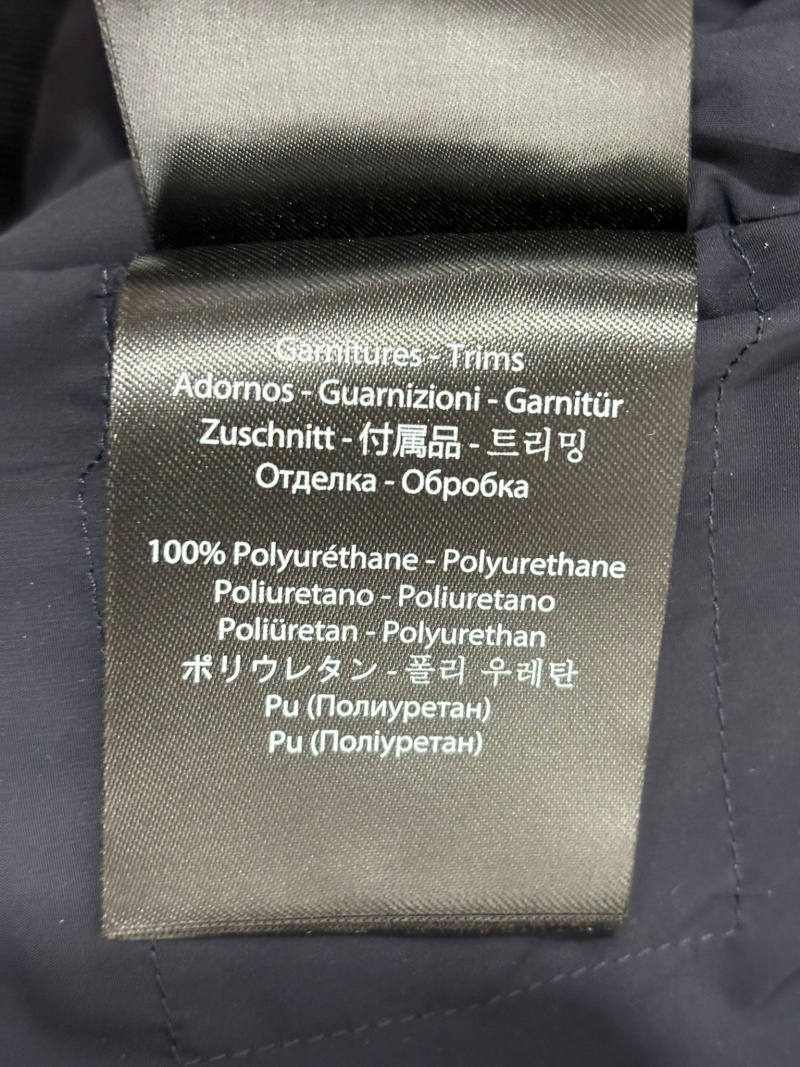 Garnitures - Trims
Adornos - Guarnizioni - Garnitür
Zuschnitt - 付属品 - 트리밍
Отделка - Обробка
100% Polyuréthane - Polyurethane
Poliuretano - Poliuretano
Poliüretan - Polyurethan
ポリウレタン - 폴리 우레탄
Pu (Полиуретан)
Pu (Поліуретан)